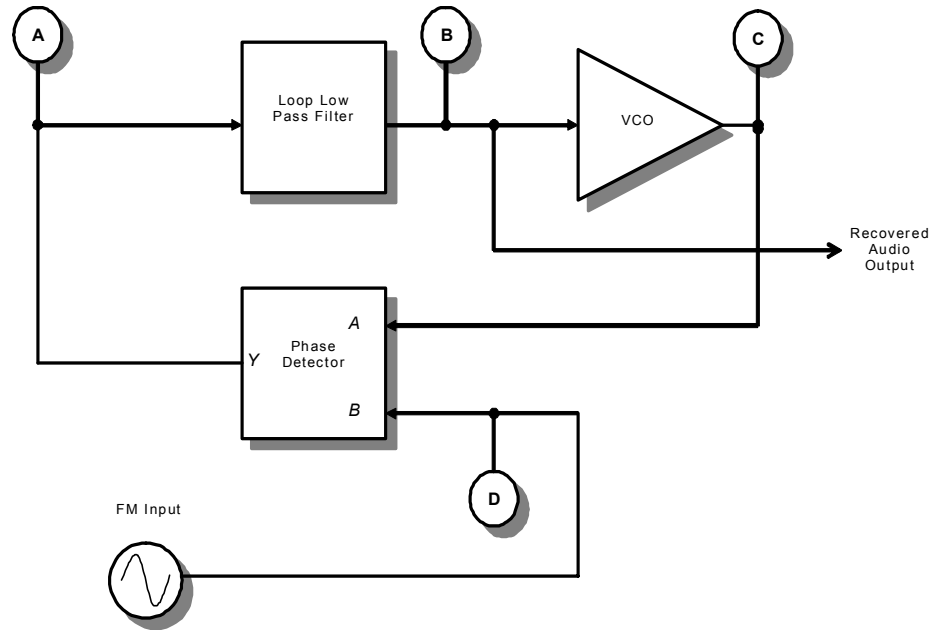 A
B
C
Loop Low
Pass Filter
VCO
Recovered
Audio
Output
A
Phase
Detector
Y
B
D
FM Input